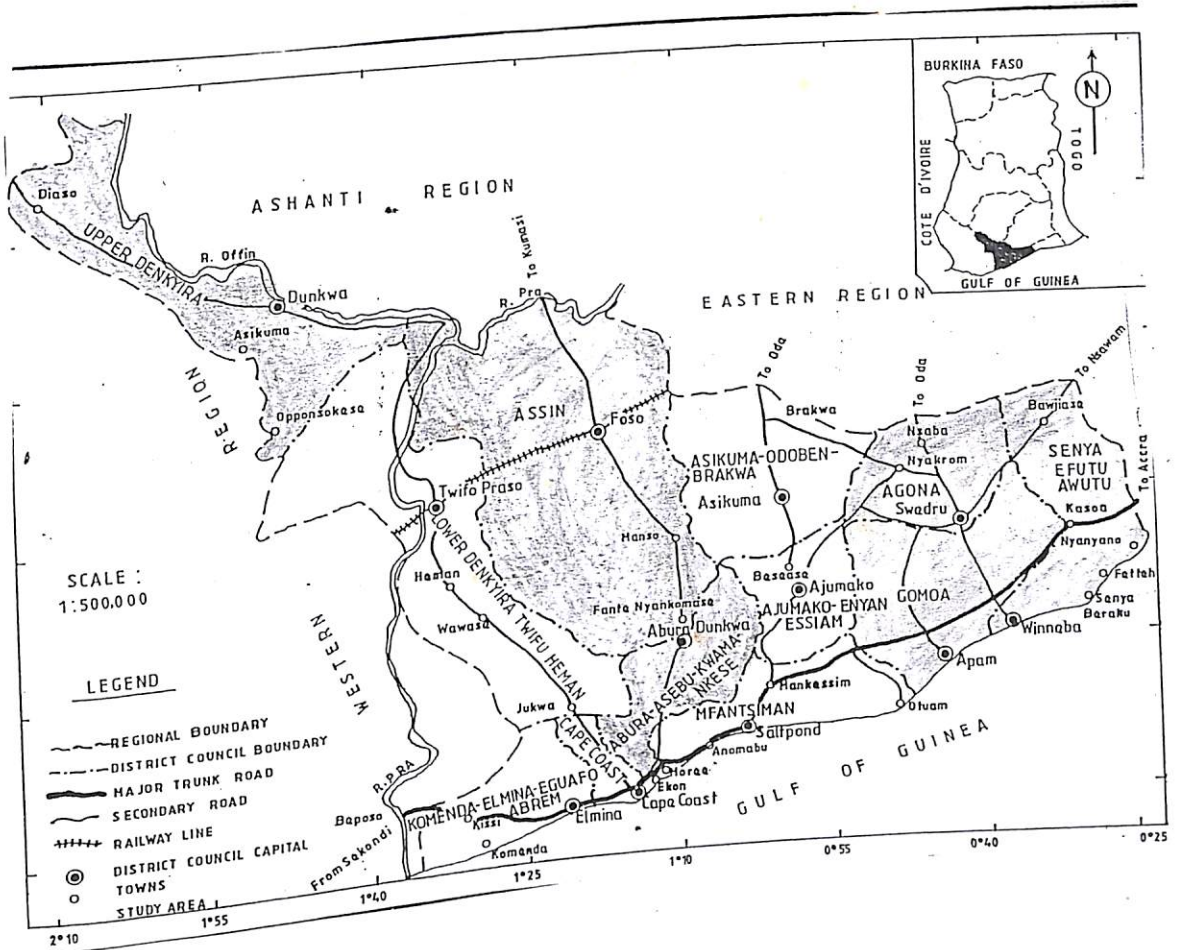 BURKINA FASO
N
TOGO
COTE D'IVOIRE
GULF OF GUINEA
ASHANTI REGION
EASTERN REGION
Diaso
UPPER DENKYIRA
R. Offin
Dunkwa
Asikuma
Opponsokese
To Kumasi
R. Pra
ASSIN
Foso
To Oda
To Oda
To Nsawam
To Accra
Brakwa
Nsaba
Bawjiase
Nyakrom
ASIKUMA-ODOBEN-
BRAKWA
Asikuma
AGONA
Swedru
SENYA
EFUTU
AWUTU
Kasoa
Nyanyano
Fetteh
Senya
Beraku
Twifo Praso
LOWER DENKYIRA TWIFU HEMAN
Heman
Wawase
Manso
Fante Nyankomase
Abura Dunkwa
Besease
Ajumako
AJUMAKO-ENYAN
ESSIAM
GOMOA
Winneba
Apam
Otuam
Mankessim
MFANTSIMAN
Saltpond
Anomabu
ABURA-ASEBU-KWAMA-
NKESE
Jukwa
CAPE COAST
Moree
Ekon
Cape Coast
KOMENDA-ELMINA-EGUAFO
ABREM
Elmina
Kissi
Komenda
Beposo
From Sekondi
R. PRA
WESTERN REGION
GULF OF GUINEA
SCALE :
1:500,000
LEGEND
REGIONAL BOUNDARY
DISTRICT COUNCIL BOUNDARY
MAJOR TRUNK ROAD
SECONDARY ROAD
RAILWAY LINE
DISTRICT COUNCIL CAPITAL
TOWNS
STUDY AREA
2°10 1°55 1°40 1°25 1°10 0°55 0°40 0°25